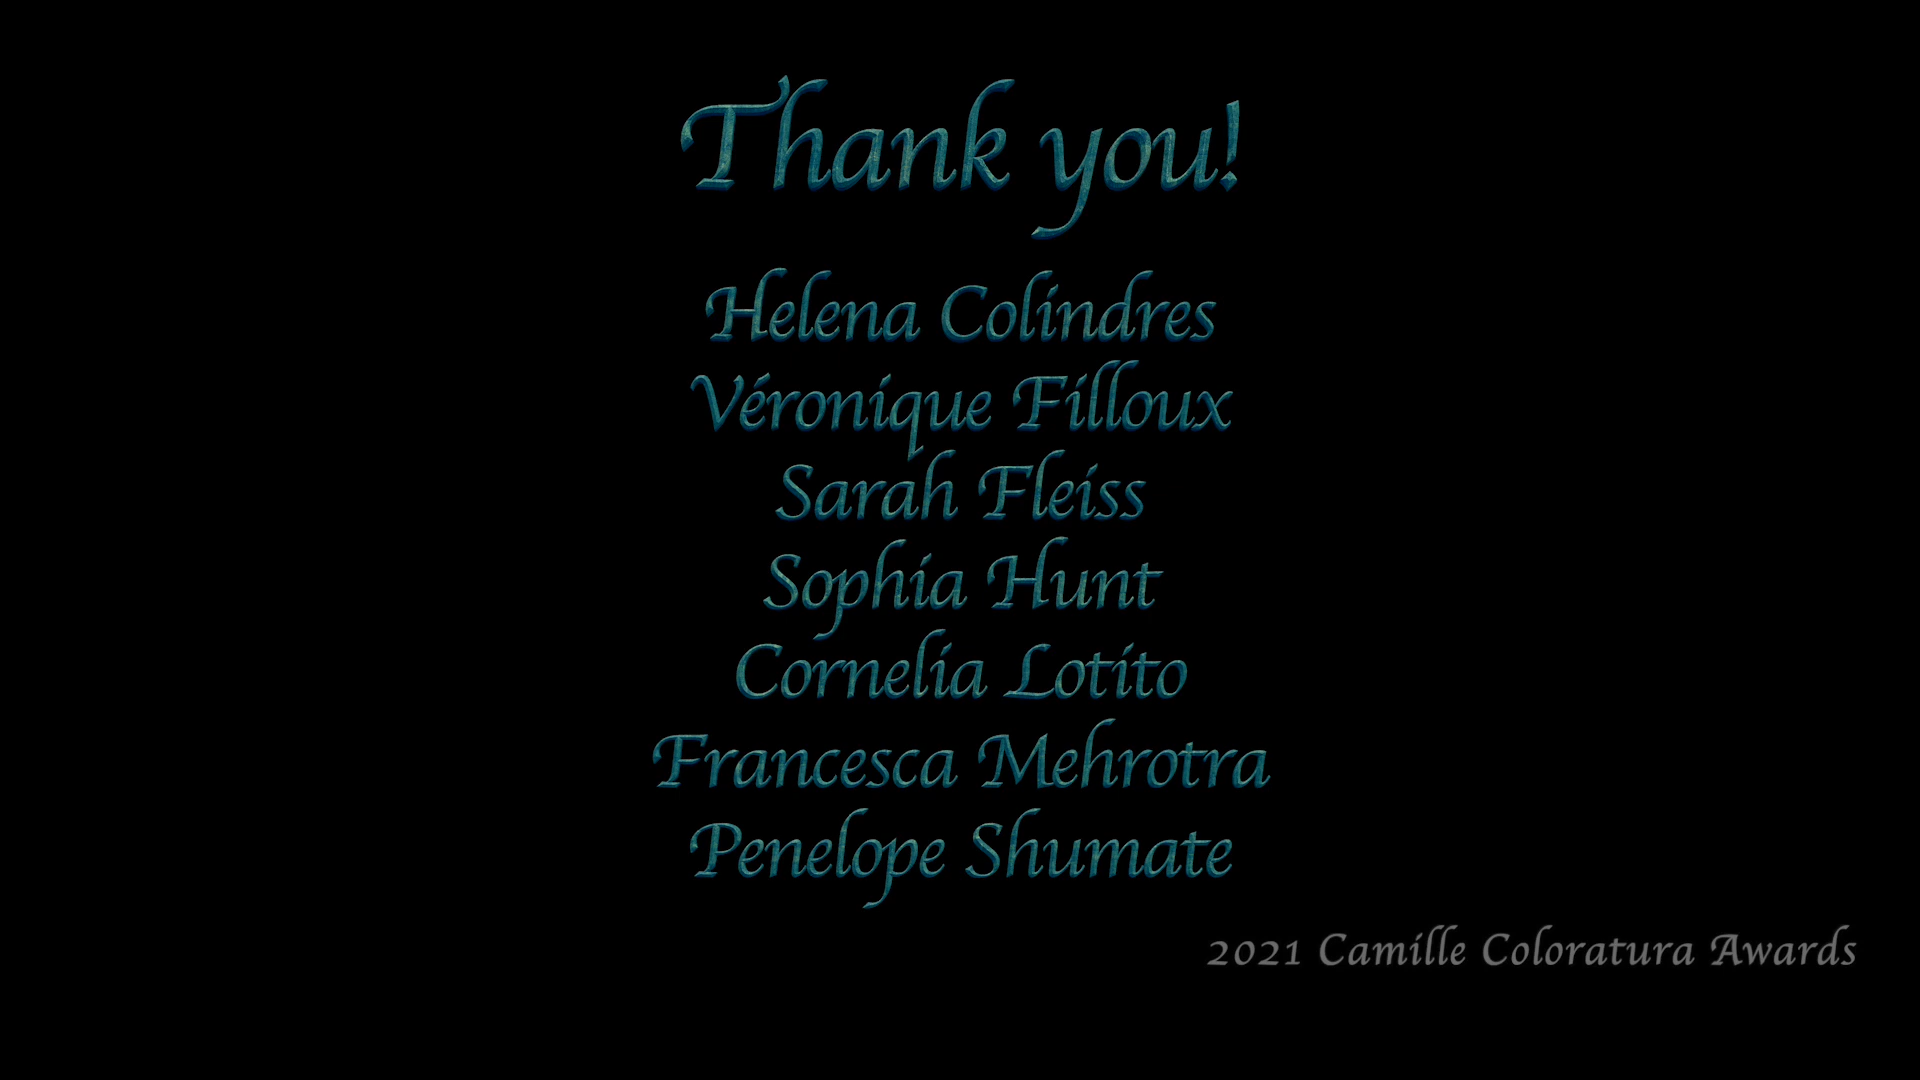 Thank you!
Helena Colindres
Véronique Filloux
Sarah Fleiss
Sophia Hunt
Cornelia Lotito
Francesca Mehrotra
Penelope Shumate
2021 Camille Coloratura Awards